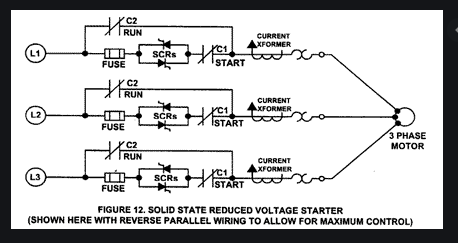 C2
RUN
CURRENT
XFORMER
L1
FUSE
SCRs
C1
START
C2
RUN
CURRENT
XFORMER
L2
FUSE
SCRs
C1
START
3 PHASE
MOTOR
C2
RUN
CURRENT
XFORMER
L3
FUSE
SCRs
C1
START
FIGURE 12. SOLID STATE REDUCED VOLTAGE STARTER
(SHOWN HERE WITH REVERSE PARALLEL WIRING TO ALLOW FOR MAXIMUM CONTROL)